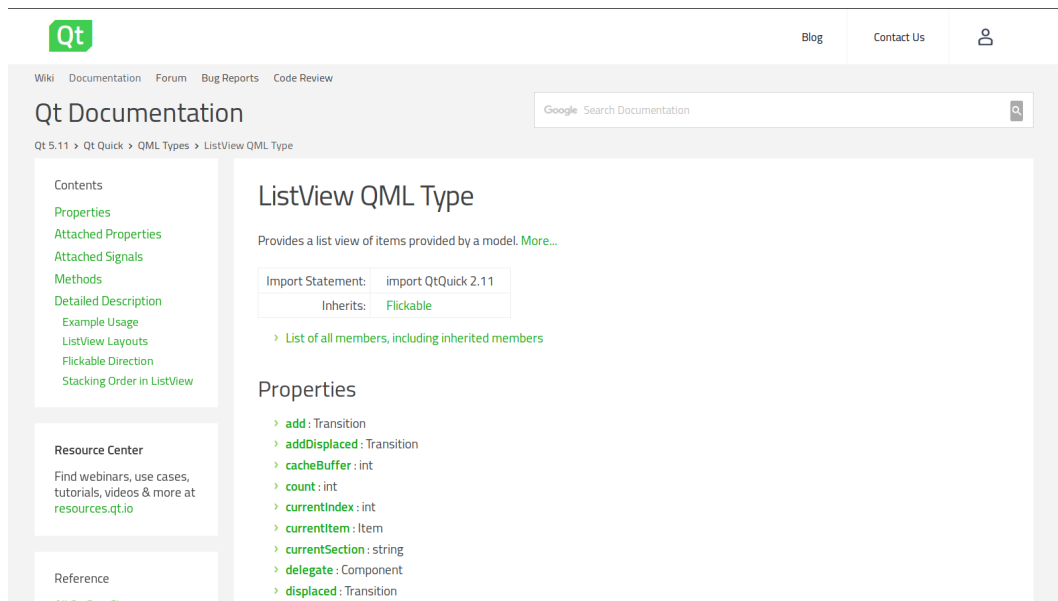 Qt
Blog
Contact Us
Wiki Documentation Forum Bug Reports Code Review
Qt Documentation
Google Search Documentation
Qt 5.11 › Qt Quick › QML Types › ListView QML Type
Contents
Properties
Attached Properties
Attached Signals
Methods
Detailed Description
Example Usage
ListView Layouts
Flickable Direction
Stacking Order in ListView
Resource Center
Find webinars, use cases,
tutorials, videos & more at
resources.qt.io
Reference
ListView QML Type
Provides a list view of items provided by a model. More...
Import Statement: import QtQuick 2.11
Inherits: Flickable
› List of all members, including inherited members
Properties
› add : Transition
› addDisplaced : Transition
› cacheBuffer : int
› count : int
› currentIndex : int
› currentItem : Item
› currentSection : string
› delegate : Component
› displaced : Transition